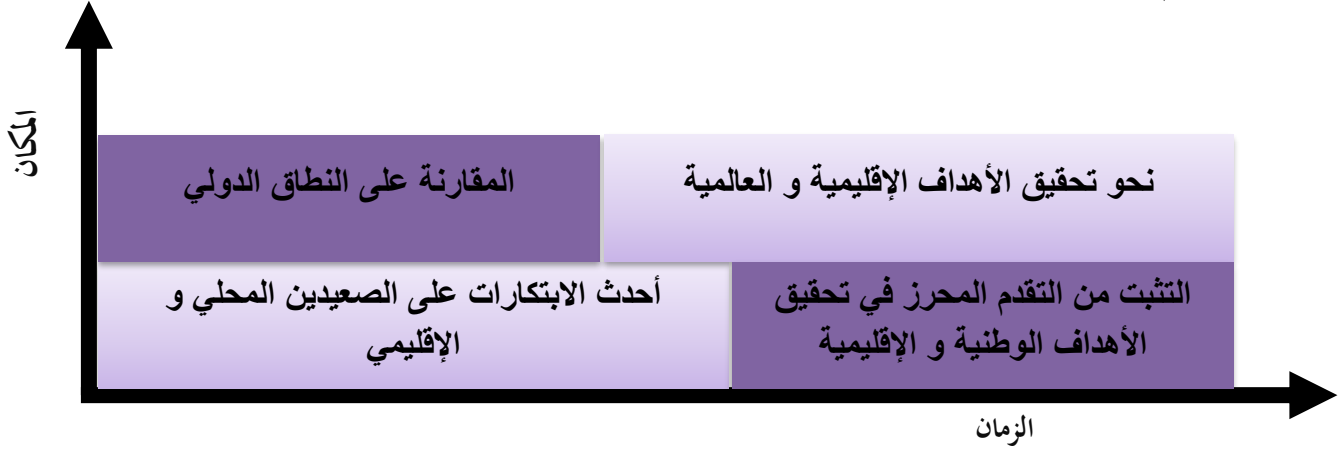 المكان
المقارنة على النطاق الدولي
نحو تحقيق الأهداف الإقليمية و العالمية
أحدث الابتكارات على الصعيدين المحلي و
الإقليمي
التثبت من التقدم المحرز في تحقيق
الأهداف الوطنية و الإقليمية
الزمان